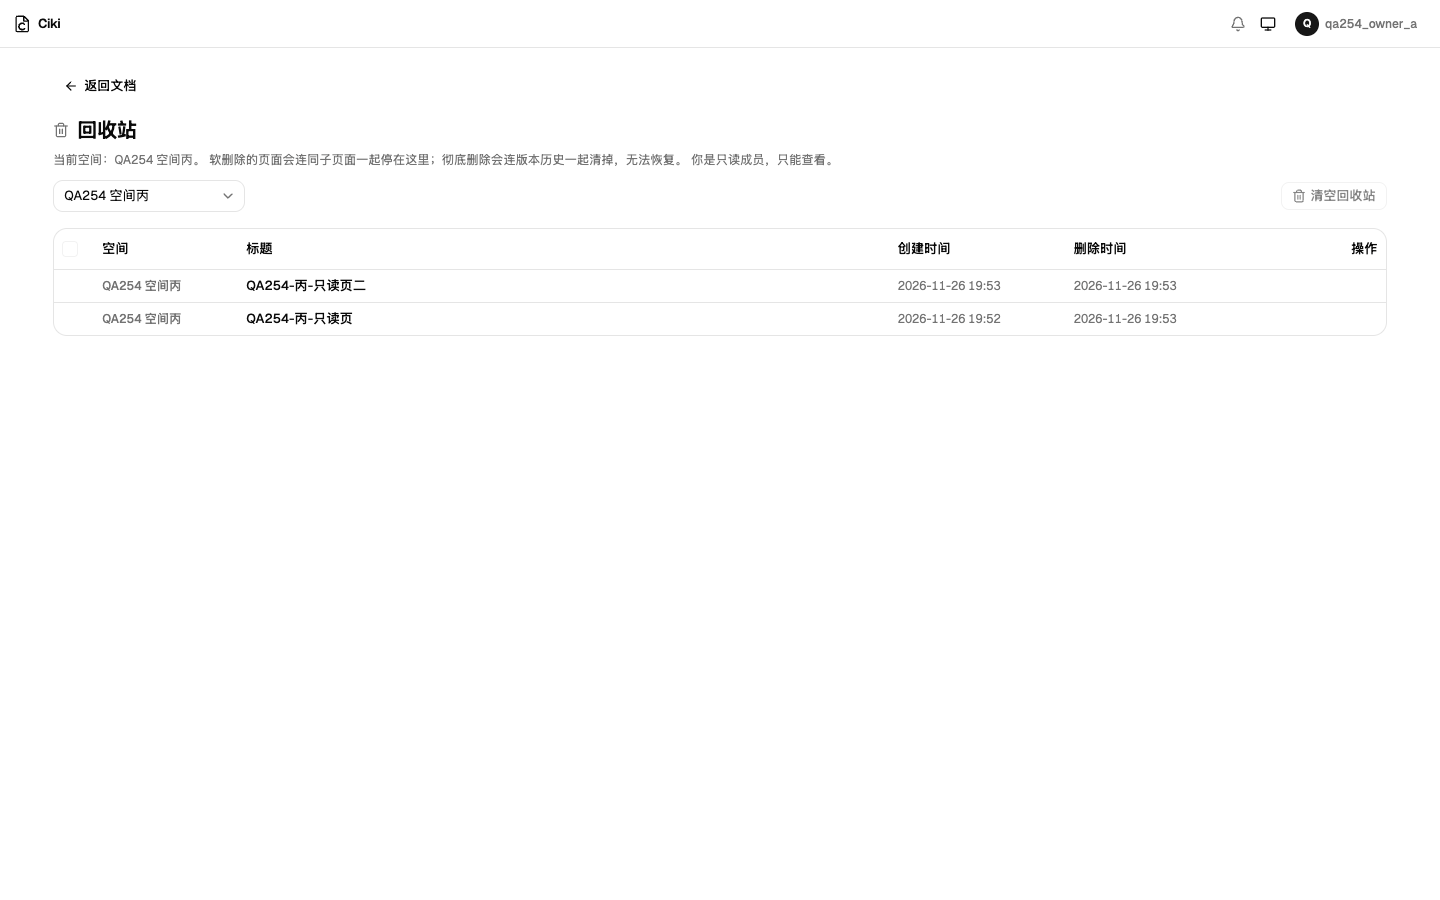 Ciki
Q qa254_owner_a
返回文档
回收站
当前空间：QA254 空间丙。 软删除的页面会连同子页面一起停在这里；彻底删除会连版本历史一起清掉，无法恢复。 你是只读成员，只能查看。
QA254 空间丙 清空回收站
空间 标题 创建时间 删除时间 操作
QA254 空间丙 QA254-丙-只读页二 2026-11-26 19:53 2026-11-26 19:53
QA254 空间丙 QA254-丙-只读页 2026-11-26 19:52 2026-11-26 19:53